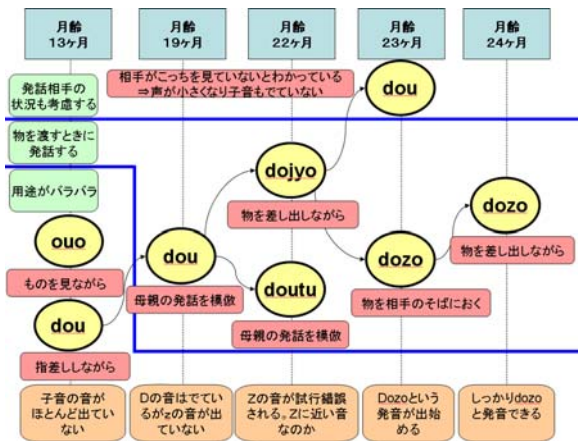 月齢
13ヶ月
月齢
19ヶ月
月齢
22ヶ月
月齢
23ヶ月
月齢
24ヶ月
発話相手の
状況も考慮する
相手がこっちを見ていないとわかっている
⇒声が小さくなり子音もでていない
dou
物を渡すときに
発話する
用途がバラバラ
dojyo
物を差し出しながら
dozo
物を差し出しながら
ouo
ものを見ながら
dou
母親の発話を模倣
doutu
母親の発話を模倣
dozo
物を相手のそばにおく
dou
指差ししながら
子音の音が
ほとんど出てい
ない
Dの音はでて
いるがzの音が出
ていない
Zの音が試行錯誤
される。Zに近い音
なのか
Dozoという
発音が出始
める
しっかりdozo
と発音できる